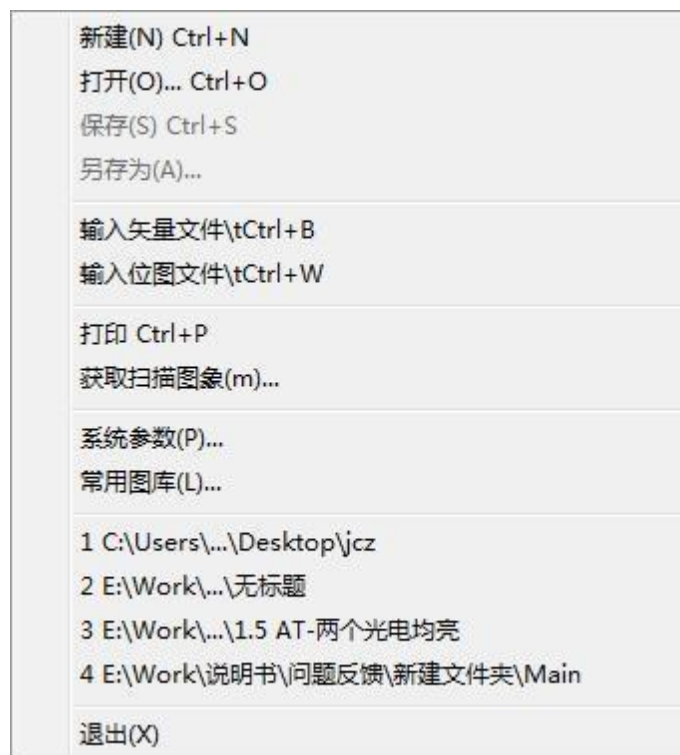 新建(N) Ctrl+N
打开(O)... Ctrl+O
保存(S) Ctrl+S
另存为(A)...
输入矢量文件\tCtrl+B
输入位图文件\tCtrl+W
打印 Ctrl+P
获取扫描图象(m)...
系统参数(P)...
常用图库(L)...
1 C:\Users\...\Desktop\jcz
2 E:\Work\...\无标题
3 E:\Work\...\1.5 AT-两个光电均亮
4 E:\Work\说明书\问题反馈\新建文件夹\Main
退出(X)